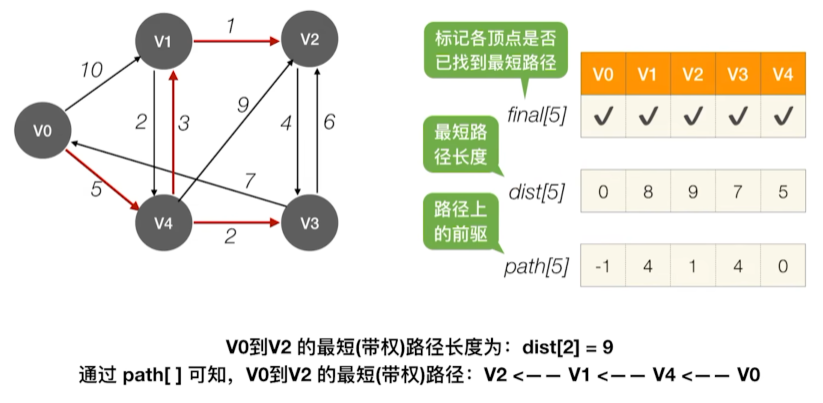 V1
1
V2
10
2
3
9
4
6
V0
7
5
V4
2
V3
标记各顶点是否
已找到最短路径
V0 V1 V2 V3 V4
final[5] ✓ ✓ ✓ ✓ ✓
最短路
径长度
dist[5] 0 8 9 7 5
路径上
的前驱
path[5] -1 4 1 4 0
V0到V2 的最短(带权)路径长度为：dist[2] = 9
通过 path[ ] 可知，V0到V2 的最短(带权)路径：V2 <—— V1 <—— V4 <—— V0